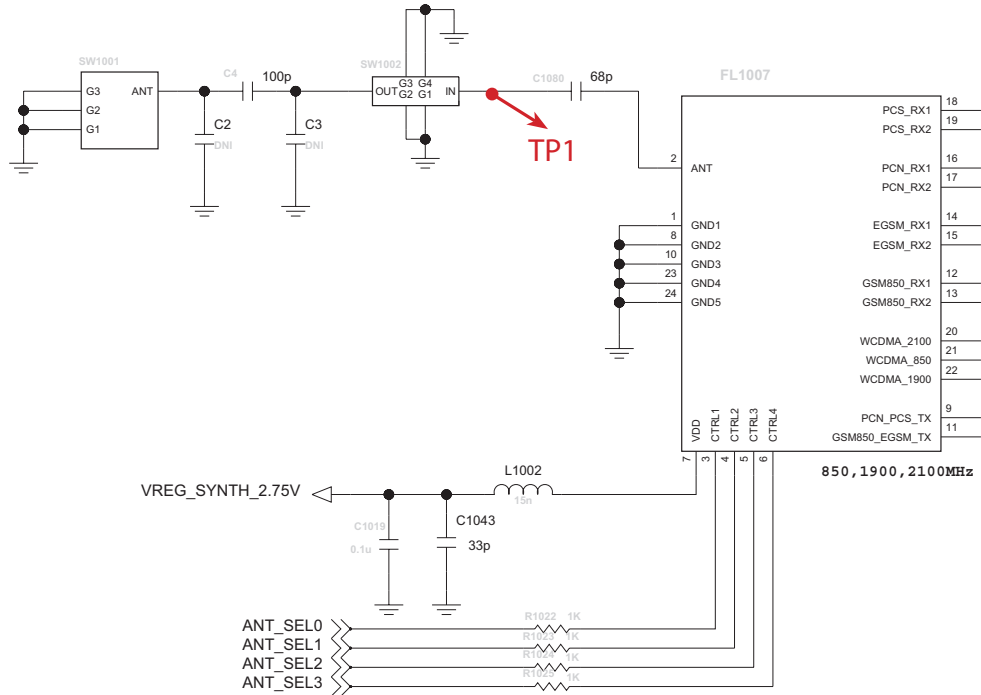 SW1001
G3
G2
G1
ANT
C4
100p
C2
DNI
C3
DNI
SW1002
OUT
G3 G4
G2 G1
IN
TP1
C1080
68p
FL1007
2 ANT
1 GND1
8 GND2
10 GND3
23 GND4
24 GND5
PCS_RX1 18
PCS_RX2 19
PCN_RX1 16
PCN_RX2 17
EGSM_RX1 14
EGSM_RX2 15
GSM850_RX1 12
GSM850_RX2 13
WCDMA_2100 20
WCDMA_850 21
WCDMA_1900 22
PCN_PCS_TX 9
GSM850_EGSM_TX 11
VDD
CTRL1
CTRL2
CTRL3
CTRL4
7
3
4
5
6
850,1900,2100MHz
VREG_SYNTH_2.75V
L1002
15n
C1019
0.1u
C1043
33p
ANT_SEL0
R1022 1K
ANT_SEL1
R1023 1K
ANT_SEL2
R1024 1K
ANT_SEL3
R1025 1K